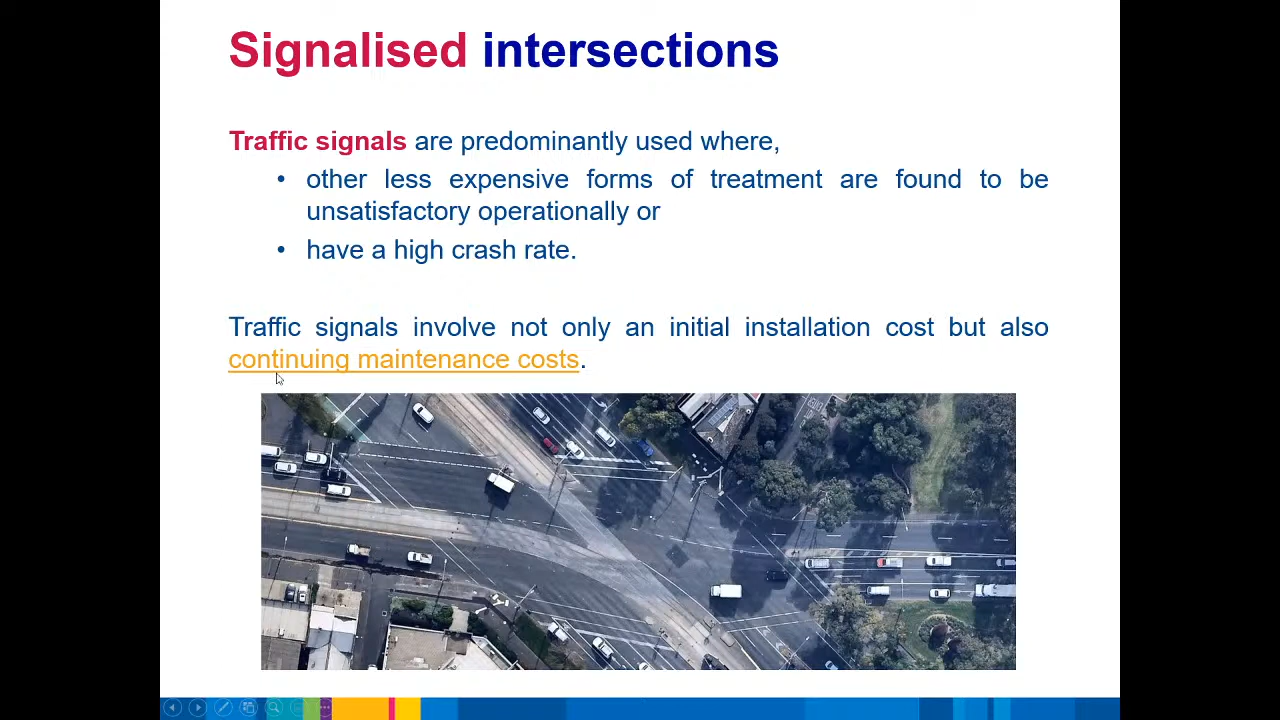 Signalised intersections
Traffic signals are predominantly used where,
• other less expensive forms of treatment are found to be
unsatisfactory operationally or
• have a high crash rate.
Traffic signals involve not only an initial installation cost but also
continuing maintenance costs.